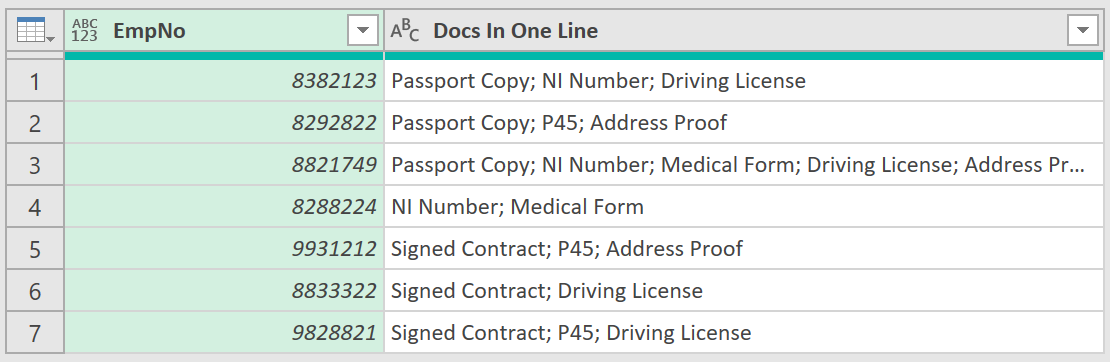 ABC 123 EmpNo ABC Docs In One Line
1 8382123 Passport Copy; NI Number; Driving License
2 8292822 Passport Copy; P45; Address Proof
3 8821749 Passport Copy; NI Number; Medical Form; Driving License; Address Pr...
4 8288224 NI Number; Medical Form
5 9931212 Signed Contract; P45; Address Proof
6 8833322 Signed Contract; Driving License
7 9828821 Signed Contract; P45; Driving License